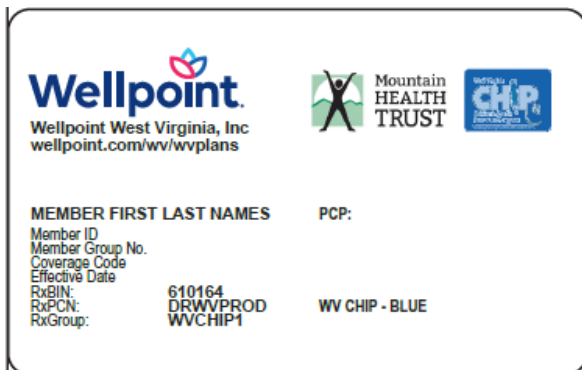 Wellpoint.
Wellpoint West Virginia, Inc
wellpoint.com/wv/wvplans
Mountain
HEALTH
TRUST
CHiP
MEMBER FIRST LAST NAMES PCP:
Member ID
Member Group No.
Coverage Code
Effective Date
RxBIN: 610164
RxPCN: DRWVPROD WV CHIP - BLUE
RxGroup: WVCHIP1